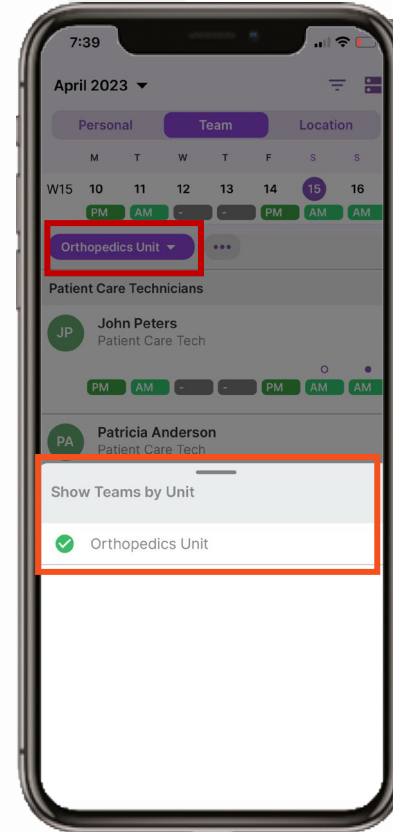 7:39
April 2023
Personal Team Location
M T W T F S S
W15 10 11 12 13 14 15 16
PM AM - - PM AM AM
Orthopedics Unit •••
Patient Care Technicians
JP John Peters
Patient Care Tech
PM AM - - PM AM AM
PA Patricia Anderson
Patient Care Tech
Show Teams by Unit
Orthopedics Unit